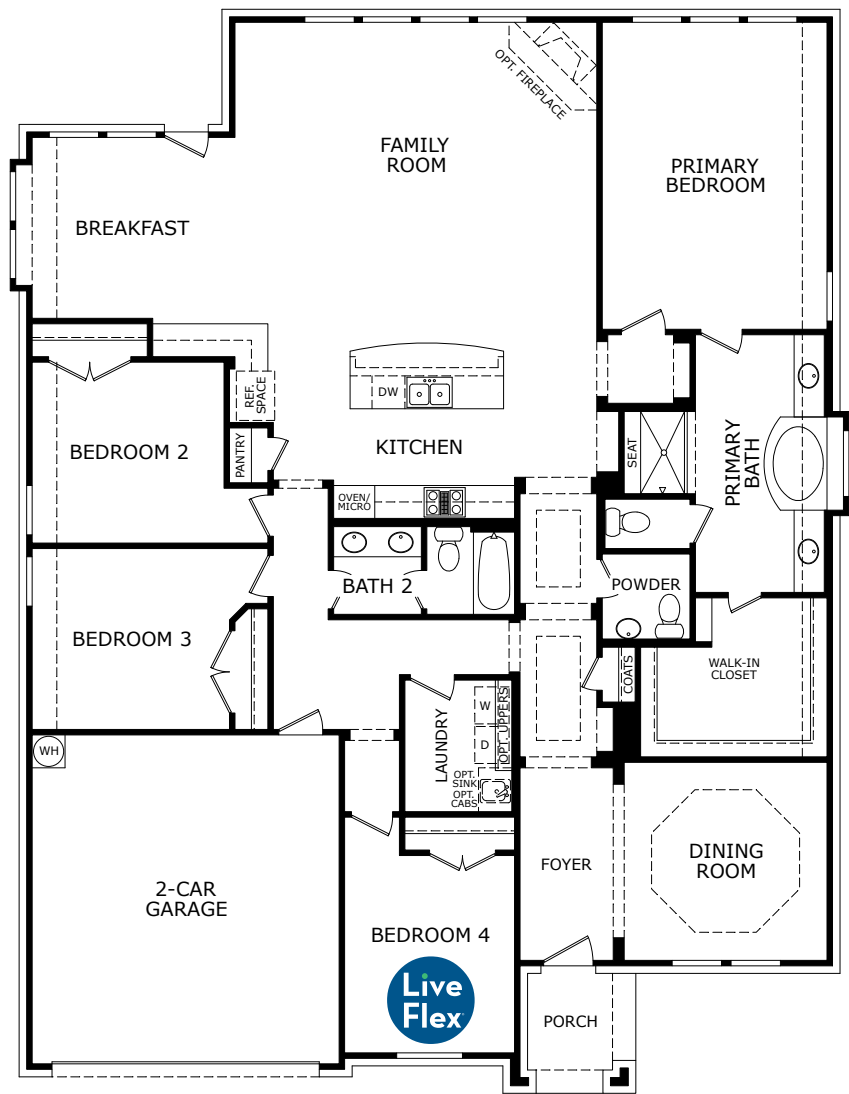 OPT. FIREPLACE
FAMILY
ROOM
PRIMARY
BEDROOM
BREAKFAST
REF.
SPACE
DW
BEDROOM 2
PANTRY
KITCHEN
SEAT
PRIMARY
BATH
OVEN/
MICRO
BATH 2
POWDER
BEDROOM 3
COATS
WALK-IN
CLOSET
LAUNDRY
W
D
OPT. UPPERS
OPT.
SINK
OPT.
CABS
WH
2-CAR
GARAGE
FOYER
DINING
ROOM
BEDROOM 4
Live
Flex
PORCH